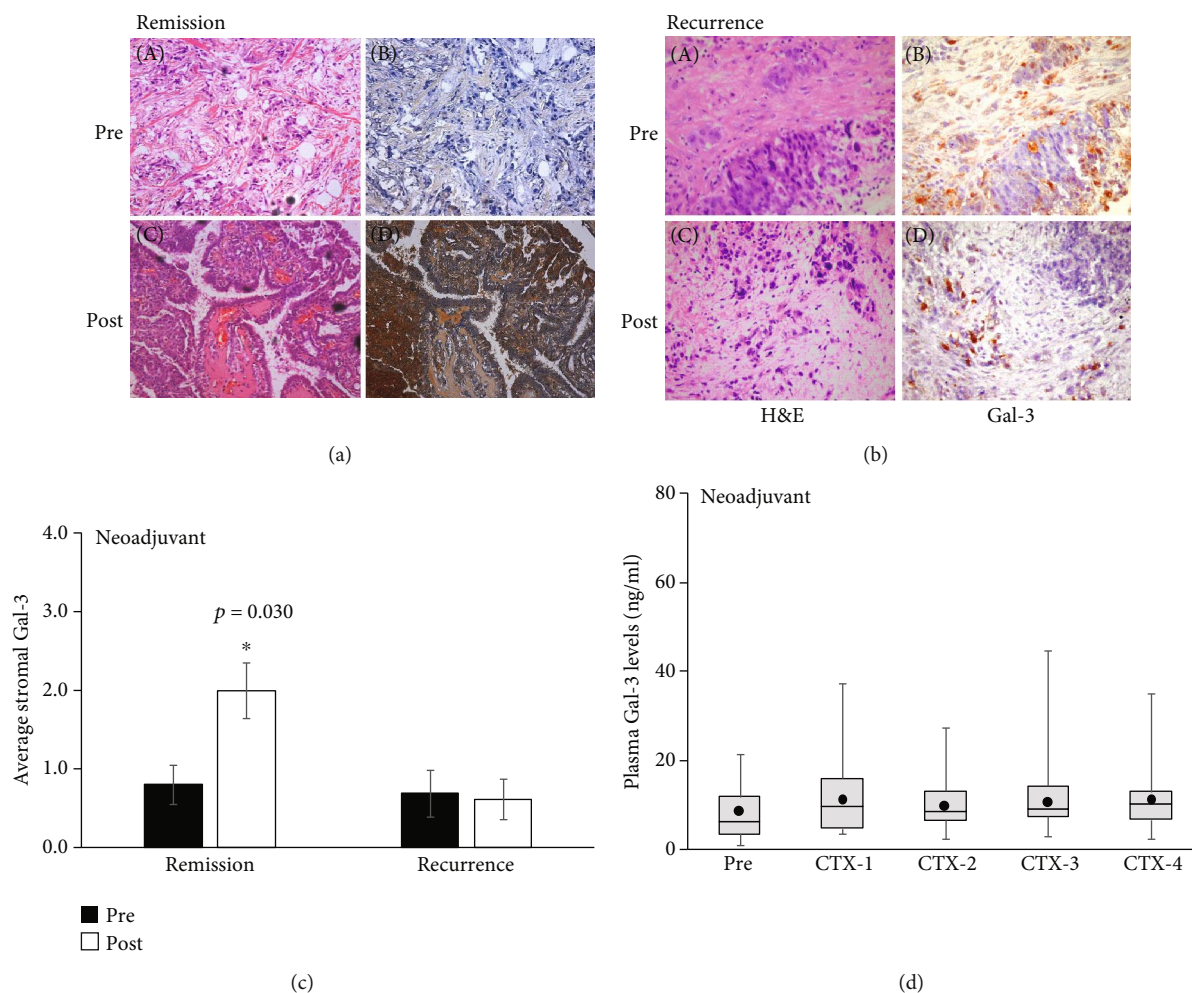 Remission
(A)
(B)
Pre
(C)
(D)
Post
(a)
Recurrence
(A)
(B)
Pre
(C)
(D)
Post
H&E
Gal-3
(b)
4.0
Neoadjuvant
3.0
p = 0.030
*
2.0
1.0
0.0
Average stromal Gal-3
Remission
Recurrence
Pre
Post
(c)
80
Neoadjuvant
60
40
20
0
Plasma Gal-3 levels (ng/ml)
Pre
CTX-1
CTX-2
CTX-3
CTX-4
(d)